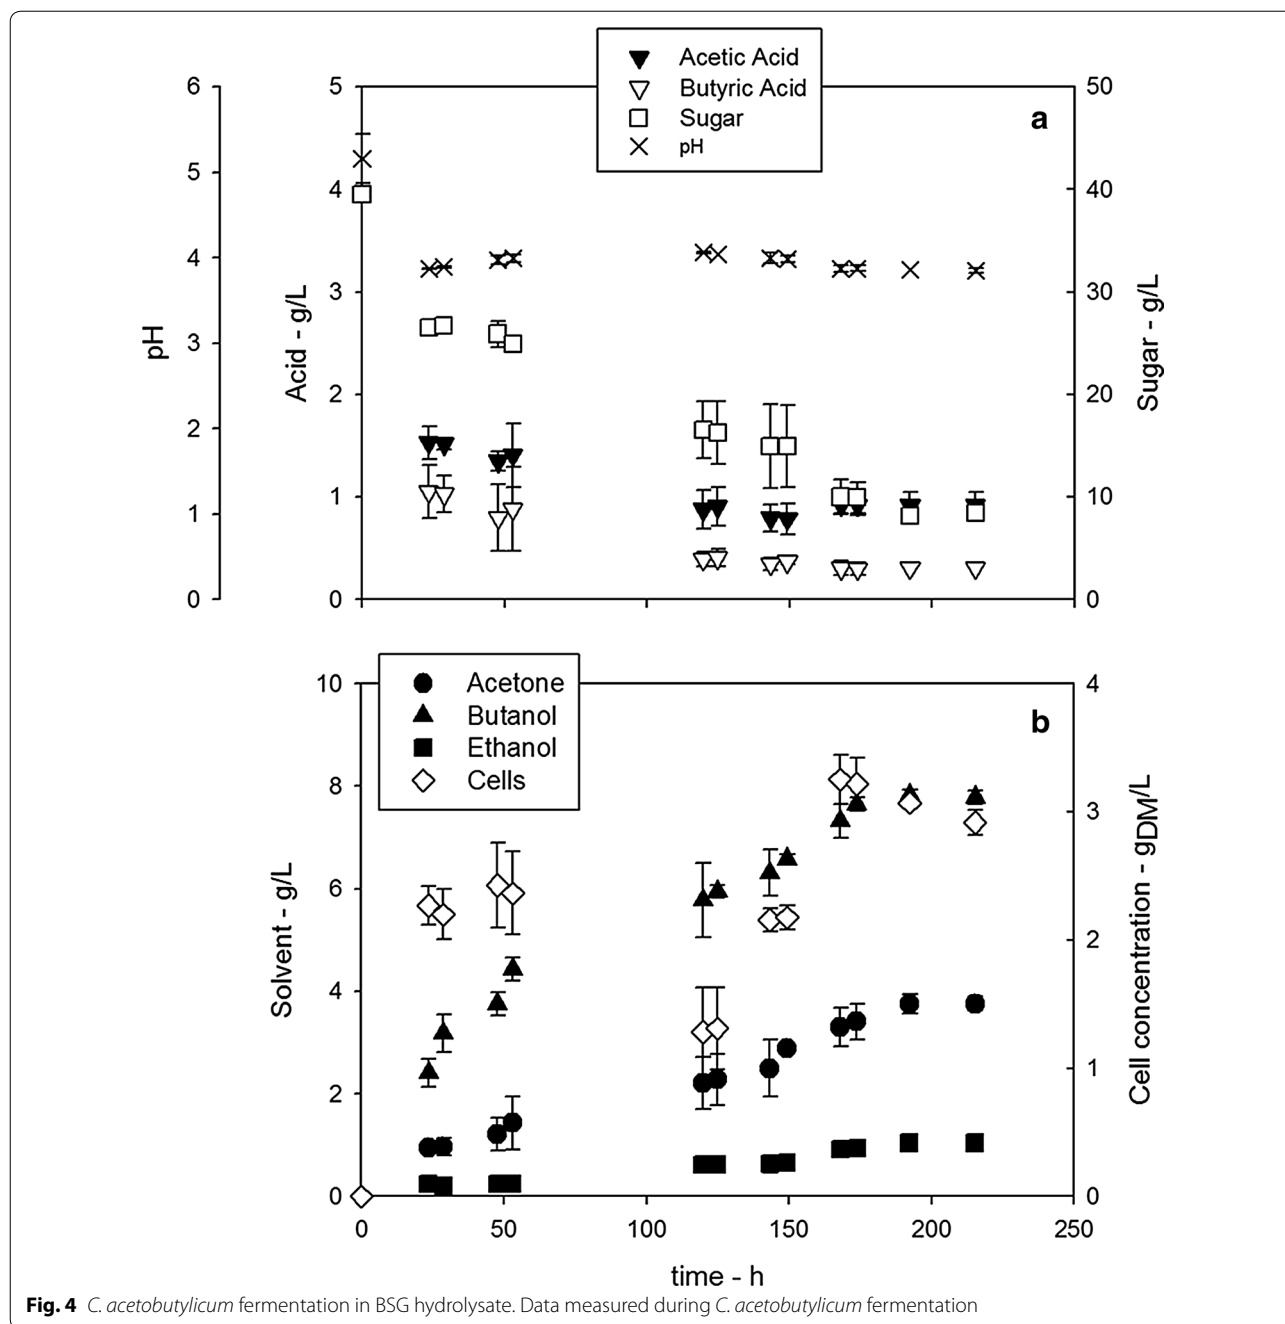 Acetic Acid
Butyric Acid
Sugar
pH
a
6
5
4
3
2
1
0
pH
5
4
3
2
1
0
Acid - g/L
50
40
30
20
10
0
Sugar - g/L
Acetone
Butanol
Ethanol
Cells
b
10
8
6
4
2
0
Solvent - g/L
4
3
2
1
0
Cell concentration - gDM/L
0 50 100 150 200 250
time - h
Fig. 4 C. acetobutylicum fermentation in BSG hydrolysate. Data measured during C. acetobutylicum fermentation